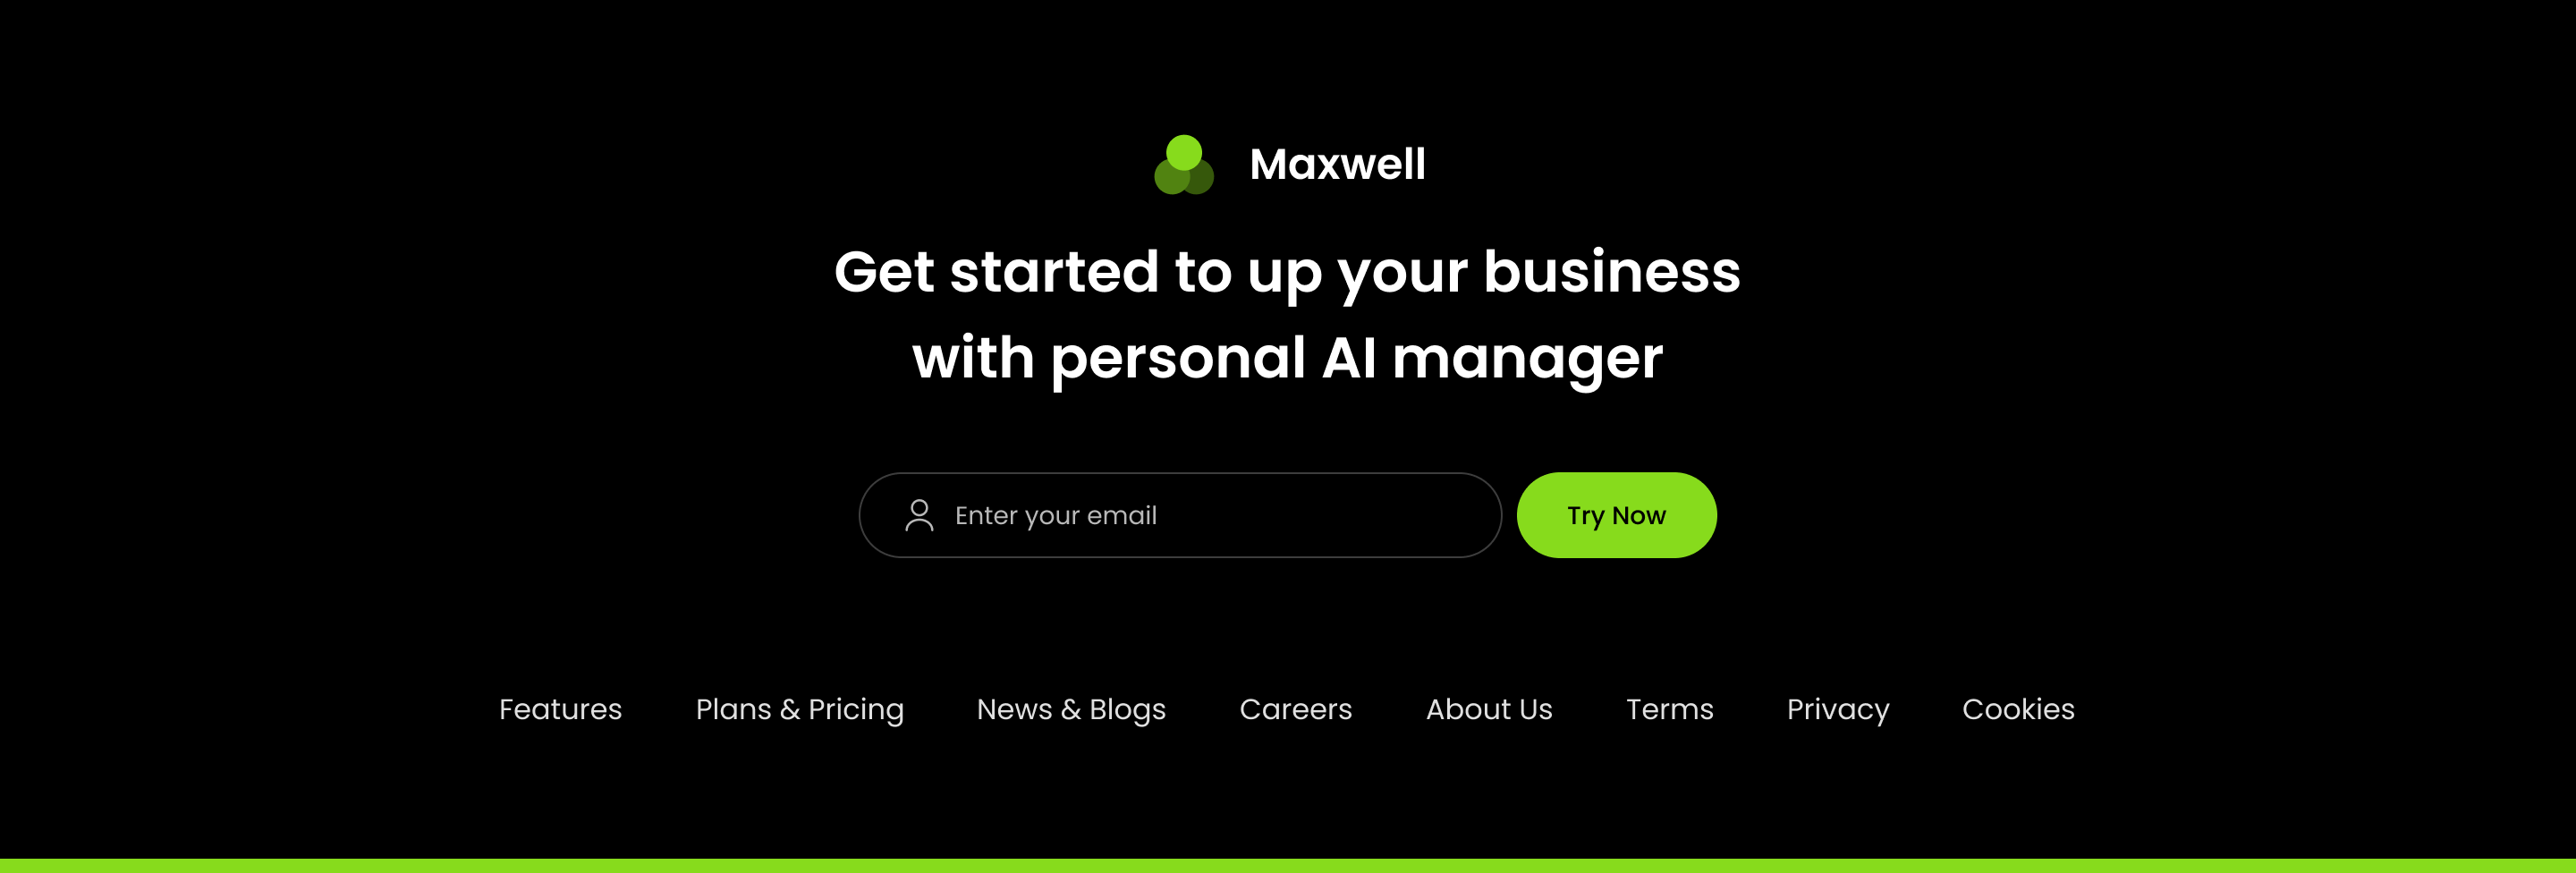 Maxwell
Get started to up your business
with personal AI manager
Enter your email
Try Now
Features
Plans & Pricing
News & Blogs
Careers
About Us
Terms
Privacy
Cookies